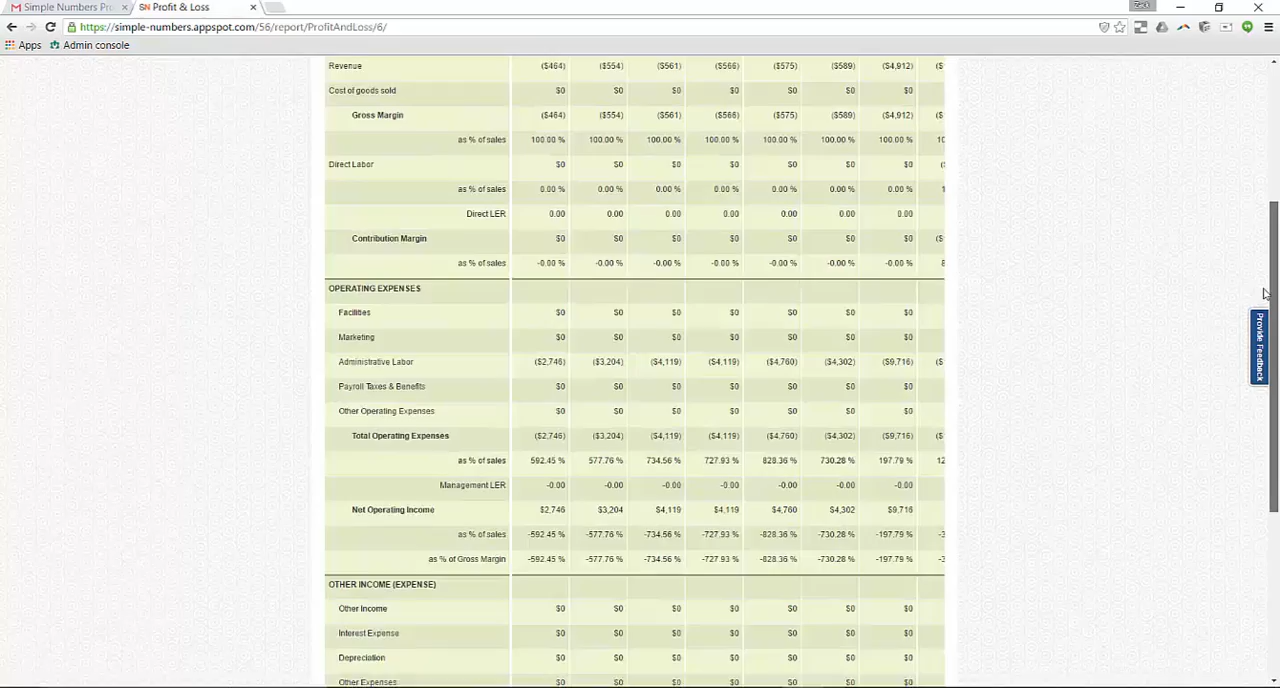 Simple Numbers Pro × SN Profit & Loss ×
https://simple-numbers.appspot.com/56/report/ProfitAndLoss/6/
Apps Admin console
Revenue ($464) ($554) ($561) ($566) ($575) ($589) ($4,912) ($
Cost of goods sold $0 $0 $0 $0 $0 $0 $0
Gross Margin ($464) ($554) ($561) ($566) ($575) ($589) ($4,912) ($
as % of sales 100.00 % 100.00 % 100.00 % 100.00 % 100.00 % 100.00 % 100.00 % 10
Direct Labor $0 $0 $0 $0 $0 $0 $0 (
as % of sales 0.00 % 0.00 % 0.00 % 0.00 % 0.00 % 0.00 % 0.00 % 1
Direct LER 0.00 0.00 0.00 0.00 0.00 0.00 0.00
Contribution Margin $0 $0 $0 $0 $0 $0 $0 ($
as % of sales -0.00 % -0.00 % -0.00 % -0.00 % -0.00 % -0.00 % -0.00 % 8
OPERATING EXPENSES
Facilities $0 $0 $0 $0 $0 $0 $0
Marketing $0 $0 $0 $0 $0 $0 $0
Administrative Labor ($2,746) ($3,204) ($4,119) ($4,119) ($4,760) ($4,302) ($9,716) ($
Payroll Taxes & Benefits $0 $0 $0 $0 $0 $0 $0
Other Operating Expenses $0 $0 $0 $0 $0 $0 $0
Total Operating Expenses ($2,746) ($3,204) ($4,119) ($4,119) ($4,760) ($4,302) ($9,716) ($
as % of sales 592.45 % 577.76 % 734.56 % 727.93 % 828.36 % 730.28 % 197.79 % 12
Management LER -0.00 -0.00 -0.00 -0.00 -0.00 -0.00 -0.00
Net Operating Income $2,746 $3,204 $4,119 $4,119 $4,760 $4,302 $9,716
as % of sales -592.45 % -577.76 % -734.56 % -727.93 % -828.36 % -730.28 % -197.79 % -3
as % of Gross Margin -592.45 % -577.76 % -734.56 % -727.93 % -828.36 % -730.28 % -197.79 % -3
OTHER INCOME (EXPENSE)
Other Income $0 $0 $0 $0 $0 $0 $0
Interest Expense $0 $0 $0 $0 $0 $0 $0
Depreciation $0 $0 $0 $0 $0 $0 $0
Other Expenses $0 $0 $0 $0 $0 $0 $0
Provide Feedback